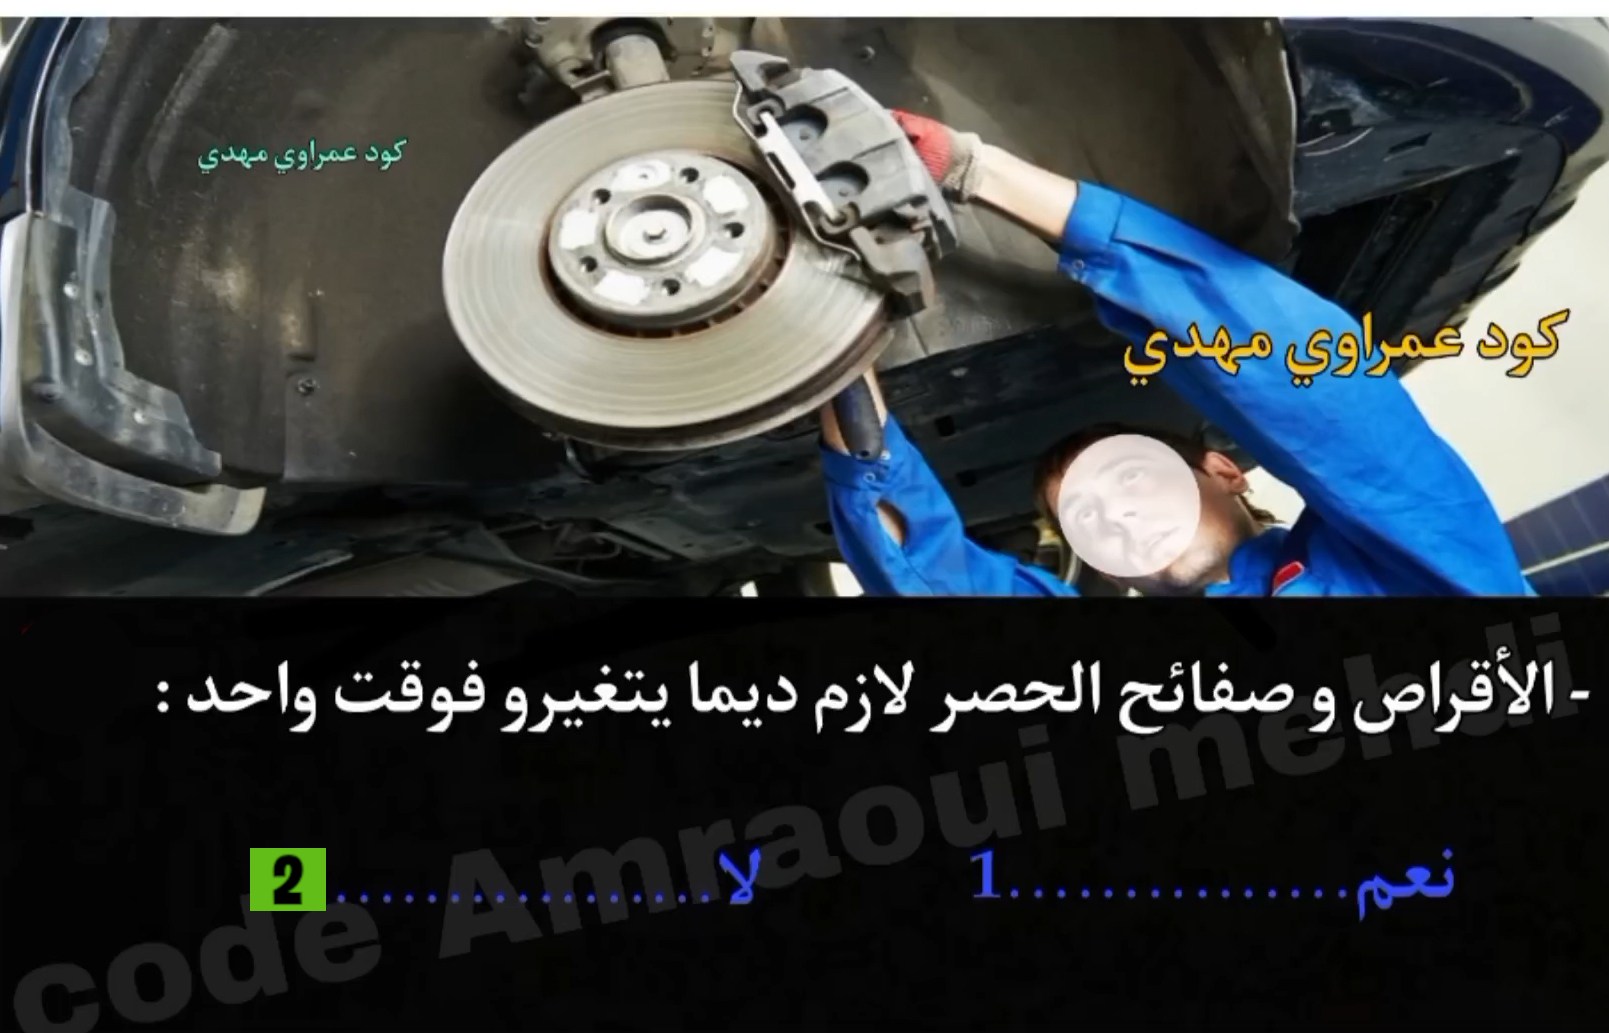 كود عمراوي مهدي
كود عمراوي مهدي
- الأقراص و صفائح الحصر لازم ديما يتغيرو فوقت واحد :
نعم...............1
لا.................2
code Amraoui mehdi